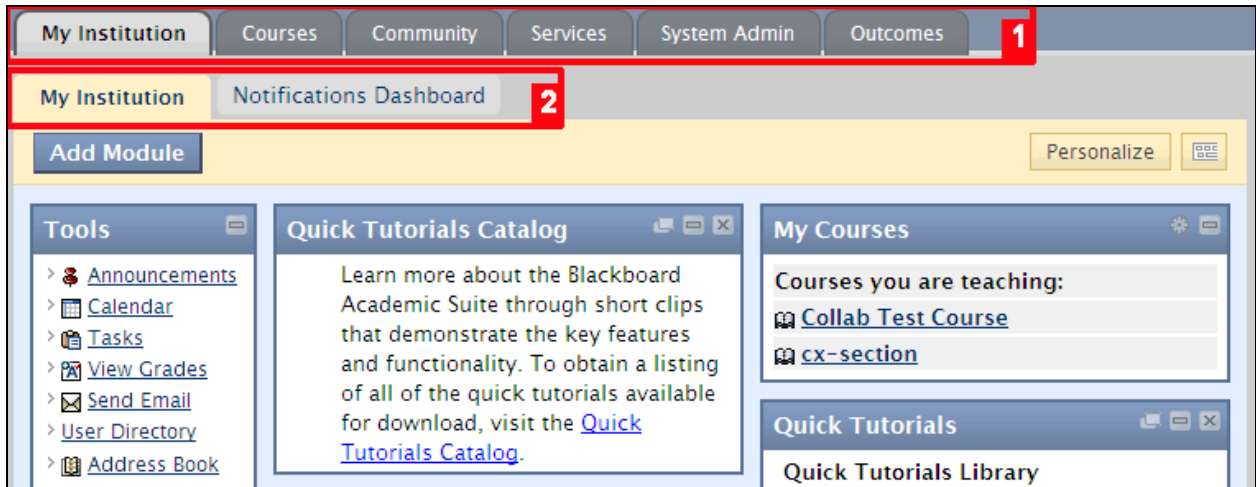 My Institution Courses Community Services System Admin Outcomes 1
My Institution Notifications Dashboard 2
Add Module Personalize
Tools
Announcements
Calendar
Tasks
View Grades
Send Email
User Directory
Address Book
Quick Tutorials Catalog
Learn more about the Blackboard
Academic Suite through short clips
that demonstrate the key features
and functionality. To obtain a listing
of all of the quick tutorials available
for download, visit the Quick
Tutorials Catalog.
My Courses
Courses you are teaching:
Collab Test Course
cx-section
Quick Tutorials
Quick Tutorials Library